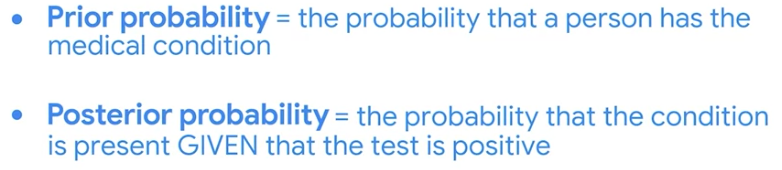 • Prior probability = the probability that a person has the
medical condition
• Posterior probability = the probability that the condition
is present GIVEN that the test is positive